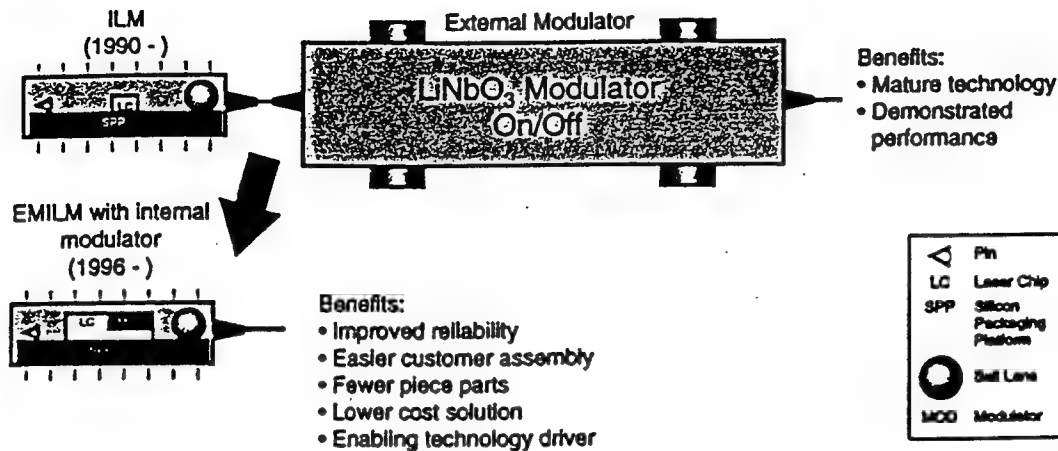 ILM
(1990 - )
LC
SPP
External Modulator
LiNbO3 Modulator
On/Off
Benefits:
• Mature technology
• Demonstrated
performance
EMILM with internal
modulator
(1996 - )
LC
Benefits:
• Improved reliability
• Easier customer assembly
• Fewer piece parts
• Lower cost solution
• Enabling technology driver
Pin
LC Laser Chip
SPP Silicon
Packaging
Platform
Ball Lens
MOD Modulator